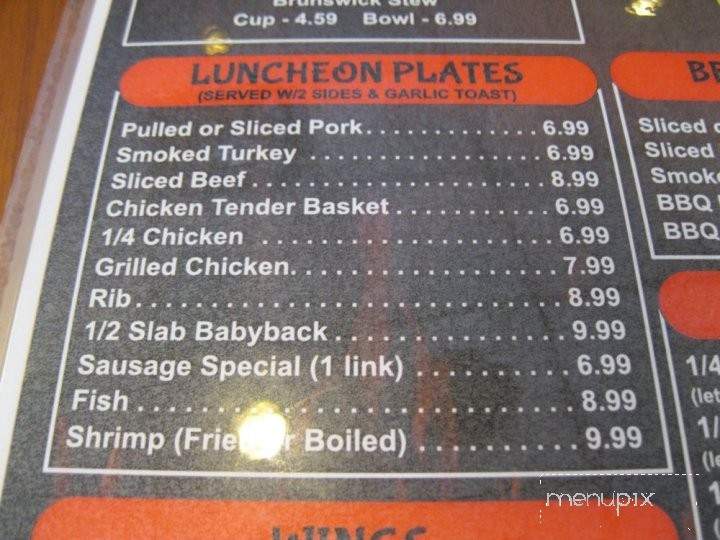 Brunswick Stew
Cup - 4.59 Bowl - 6.99
LUNCHEON PLATES
(SERVED W/2 SIDES & GARLIC TOAST)
Pulled or Sliced Pork.............. 6.99
Smoked Turkey .................. 6.99
Sliced Beef ....................... 8.99
Chicken Tender Basket........... 6.99
1/4 Chicken ..................... 6.99
Grilled Chicken.................. 7.99
Rib............................. 8.99
1/2 Slab Babyback............... 9.99
Sausage Special (1 link) .......... 6.99
Fish............................ 8.99
Shrimp (Fried or Boiled) .......... 9.99
WINGS
Sliced
Sliced
BBQ
BBQ
1/4
menupix